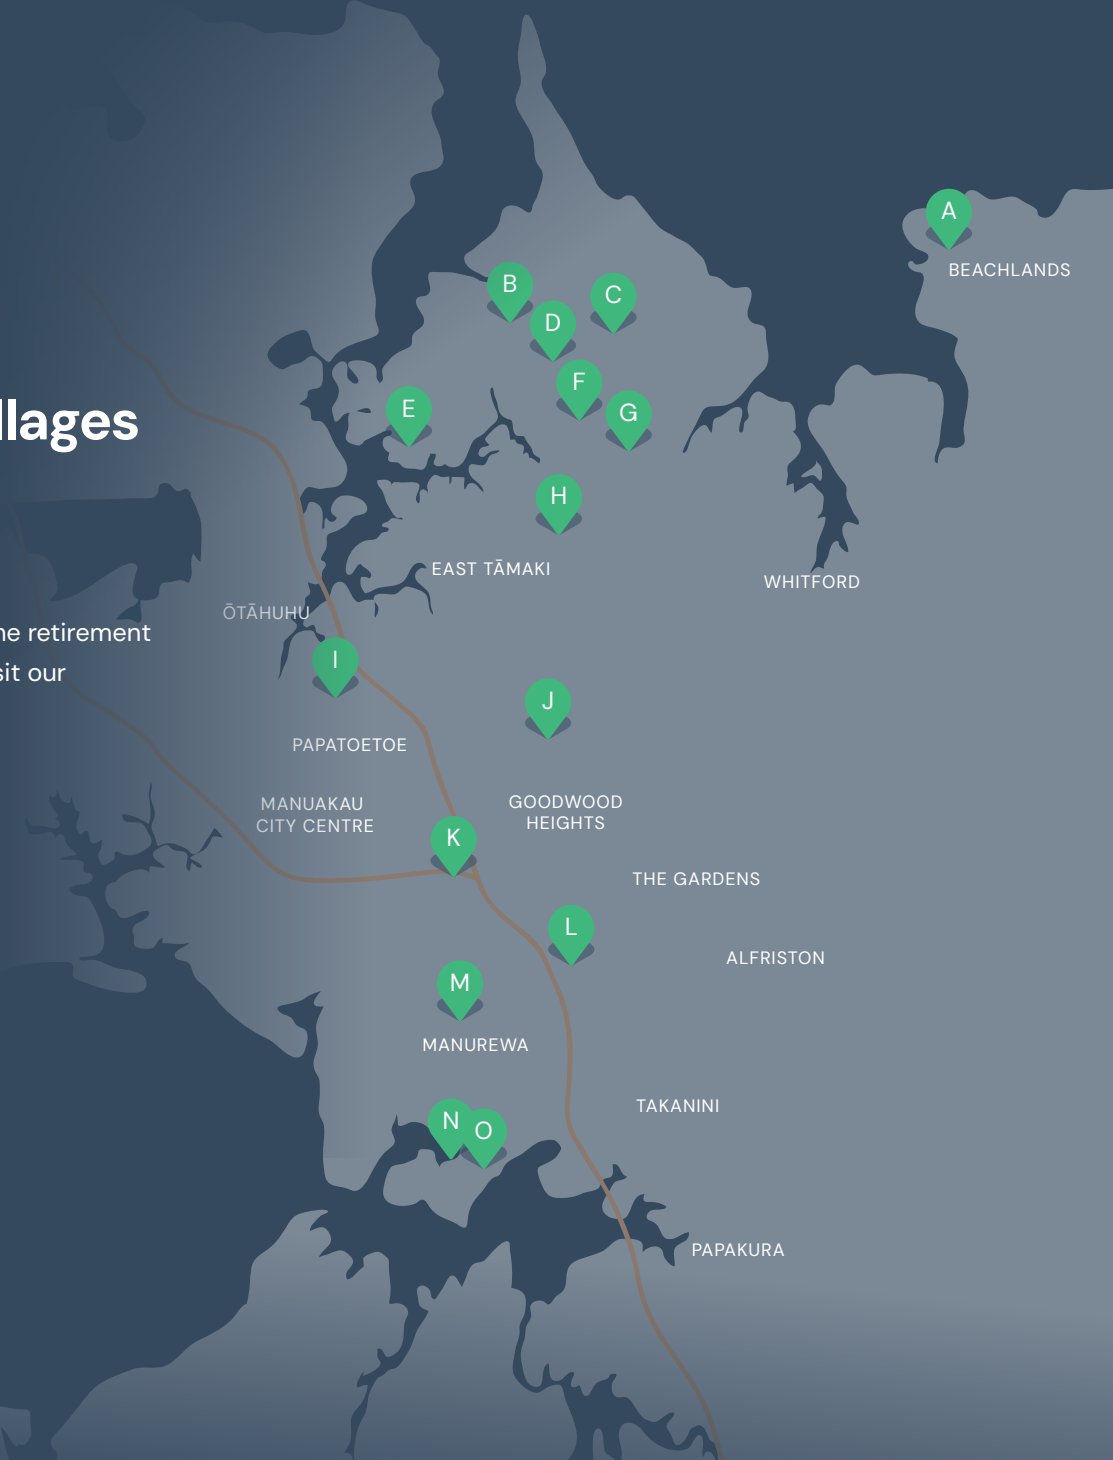 A
BEACHLANDS
B
C
D
F
E
G
llages
H
EAST TĀMAKI
WHITFORD
ŌTĀHUHU
ne retirement
I
sit our
J
PAPATOETOE
MANUAKAU
CITY CENTRE
GOODWOOD
HEIGHTS
K
THE GARDENS
L
ALFRISTON
M
MANUREWA
TAKANINI
N
O
PAPAKURA